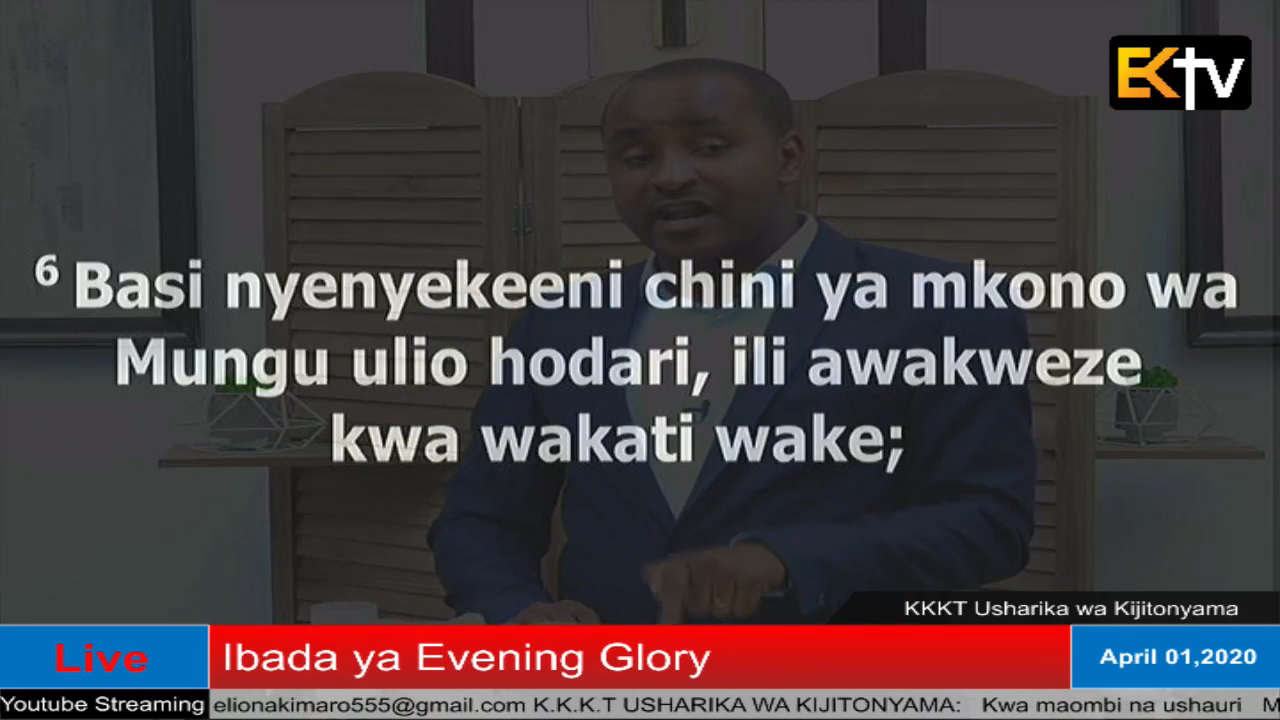 EKTV
6 Basi nyenyekeeni chini ya mkono wa
Mungu ulio hodari, ili awakweze
kwa wakati wake;
KKKT Usharika wa Kijitonyama
Live
Ibada ya Evening Glory
April 01,2020
Youtube Streaming
elionakimaro555@gmail.com K.K.K.T USHARIKA WA KIJITONYAMA: Kwa maombi na ushauri